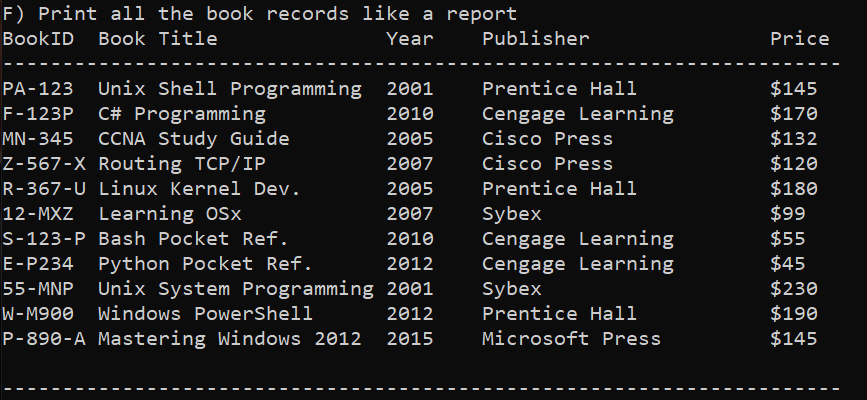 F) Print all the book records like a report
BookID  Book Title              Year    Publisher               Price
----------------------------------------------------------------------
PA-123  Unix Shell Programming  2001    Prentice Hall           $145
F-123P  C# Programming          2010    Cengage Learning        $170
MN-345  CCNA Study Guide        2005    Cisco Press             $132
Z-567-X Routing TCP/IP          2007    Cisco Press             $120
R-367-U Linux Kernel Dev.       2005    Prentice Hall           $180
12-MXZ  Learning OSx            2007    Sybex                   $99
S-123-P Bash Pocket Ref.        2010    Cengage Learning        $55
E-P234  Python Pocket Ref.      2012    Cengage Learning        $45
55-MNP  Unix System Programming 2001    Sybex                   $230
W-M900  Windows PowerShell      2012    Prentice Hall           $190
P-890-A Mastering Windows 2012  2015    Microsoft Press         $145
----------------------------------------------------------------------